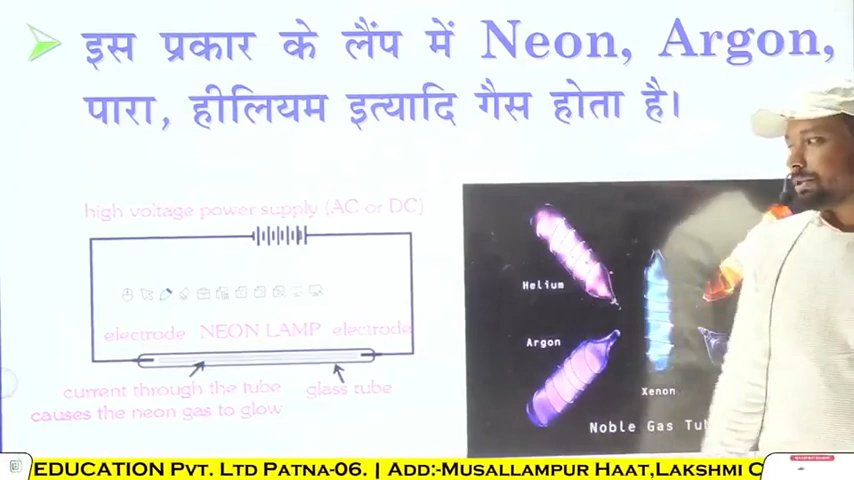 इस प्रकार के लैंप में Neon, Argon,
पारा, हीलियम इत्यादि गैस होता है।
high voltage power supply (AC or DC)
electrode NEON LAMP electrode
current through the tube
causes the neon gas to glow
glass tube
Helium
Argon
Xenon
Noble Gas
EDUCATION PVT. LTD PATNA-06. | ADD:-MUSALLAMPUR HAAT,LAKSHMI